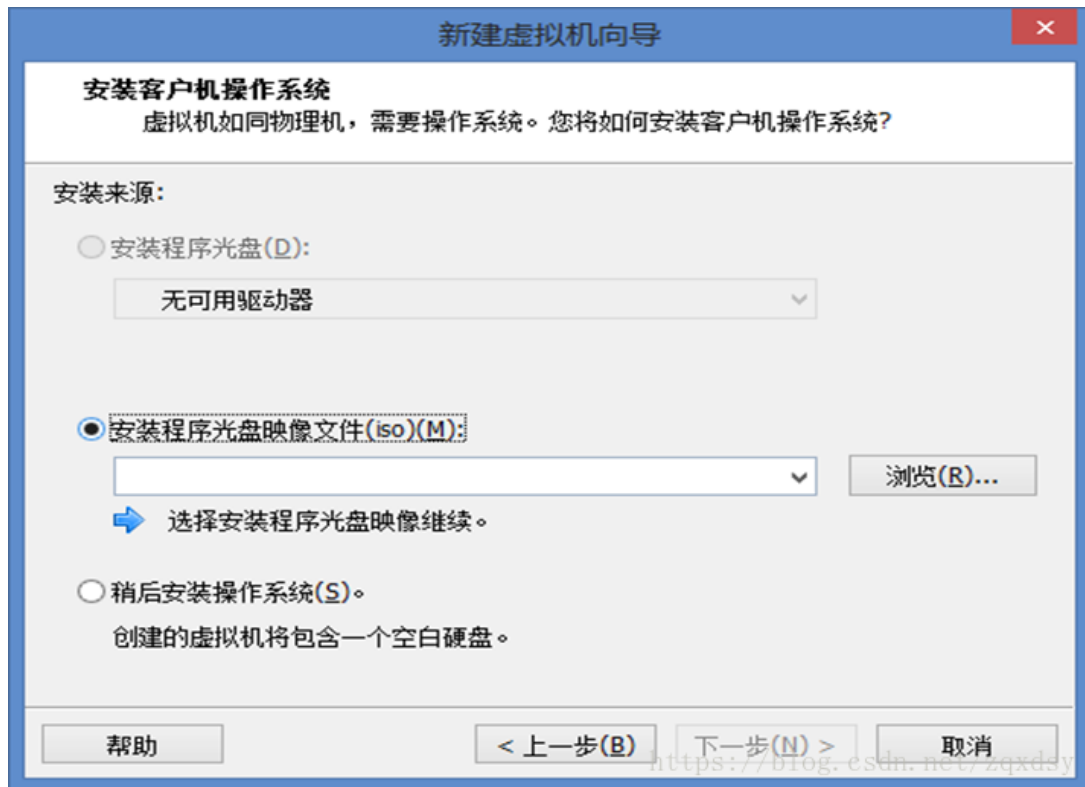 新建虚拟机向导
安装客户机操作系统
虚拟机如同物理机，需要操作系统。您将如何安装客户机操作系统?
安装来源:
安装程序光盘(D):
无可用驱动器
安装程序光盘映像文件(iso)(M):
浏览(R)...
选择安装程序光盘映像继续。
稍后安装操作系统(S)。
创建的虚拟机将包含一个空白硬盘。
帮助
< 上一步(B)
下一步(N) >
取消
https://blog.csdn.net/zqxdsy